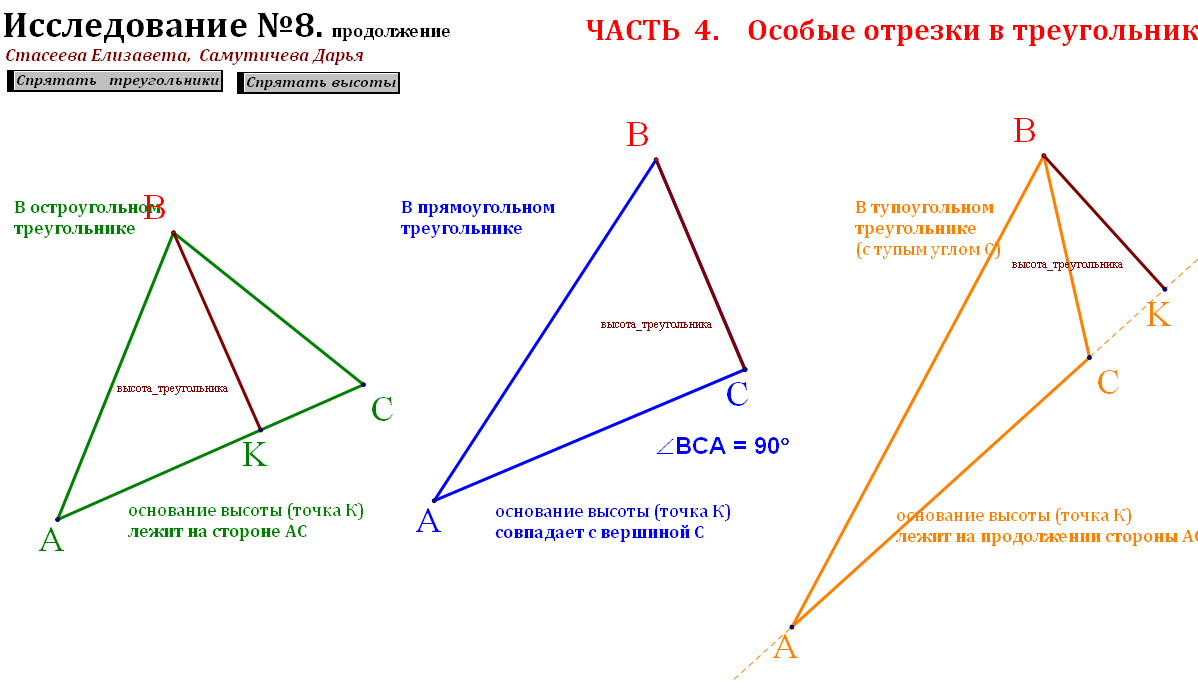 Исследование №8. продолжение
ЧАСТЬ 4. Особые отрезки в треугольник
Стасеева Елизавета, Самутичева Дарья
Спрятать треугольники
Спрятать высоты
В остроугольном
треугольнике
B
высота_треугольника
C
K
A
основание высоты (точка К)
лежит на стороне АС
В прямоугольном
треугольнике
B
высота_треугольника
C
∠BCA = 90°
A
основание высоты (точка К)
совпадает с вершиной С
В тупоугольном
треугольнике
(с тупым углом С)
B
высота_треугольника
K
C
основание высоты (точка К)
лежит на продолжении стороны АС
A